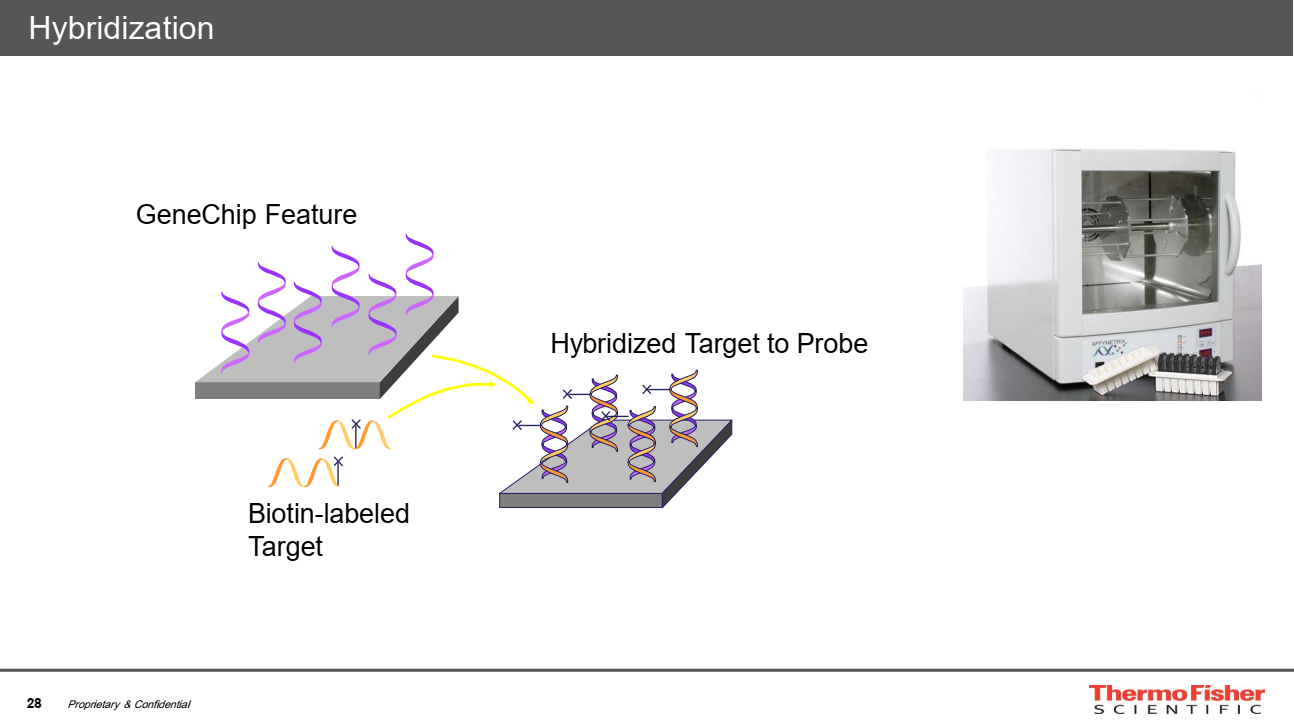 Hybridization
GeneChip Feature
Hybridized Target to Probe
AFFYMETRIX
Biotin-labeled
Target
28 Proprietary & Confidential
ThermoFisher
SCIENTIFIC